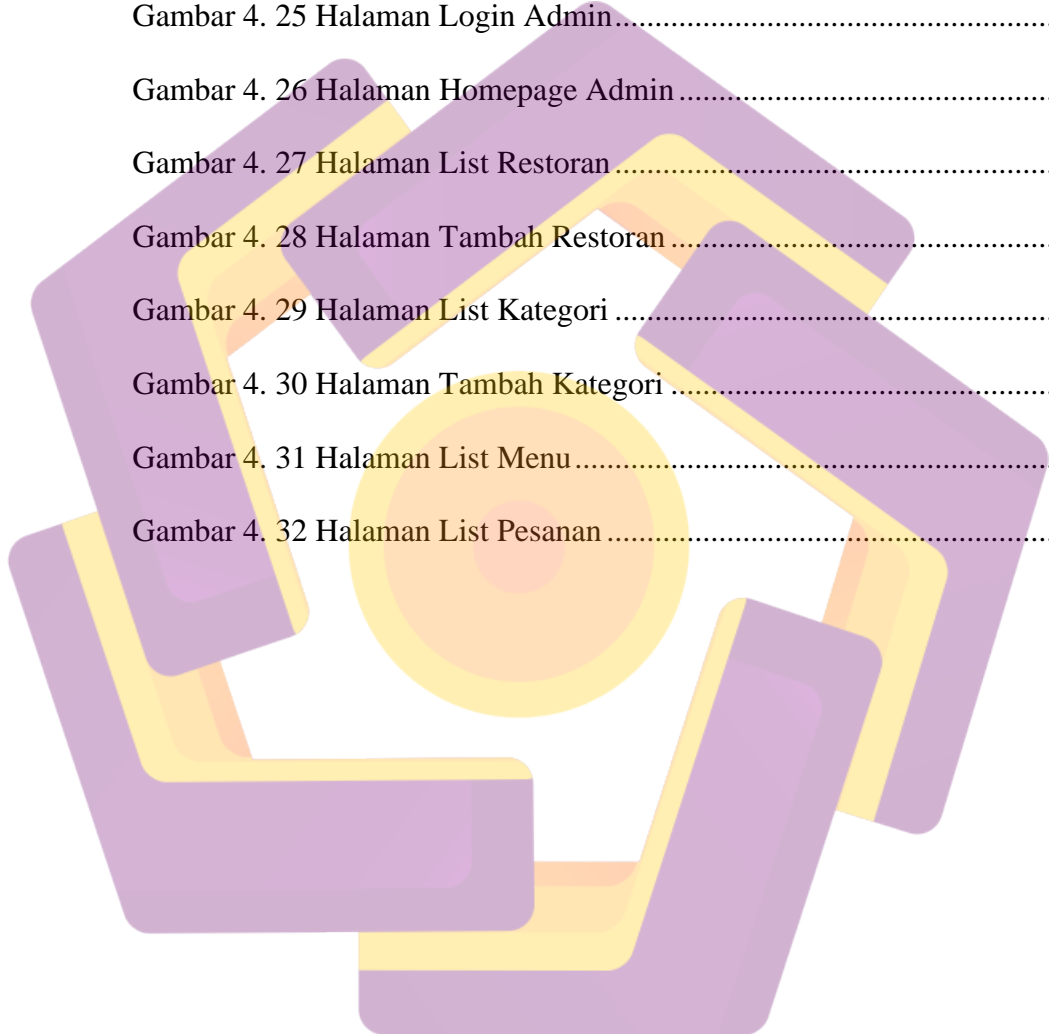 Gambar 4. 25 Halaman Login Admin............................................................
Gambar 4. 26 Halaman Homepage Admin....................................................
Gambar 4. 27 Halaman List Restoran............................................................
Gambar 4. 28 Halaman Tambah Restoran.....................................................
Gambar 4. 29 Halaman List Kategori............................................................
Gambar 4. 30 Halaman Tambah Kategori.....................................................
Gambar 4. 31 Halaman List Menu.................................................................
Gambar 4. 32 Halaman List Pesanan.............................................................